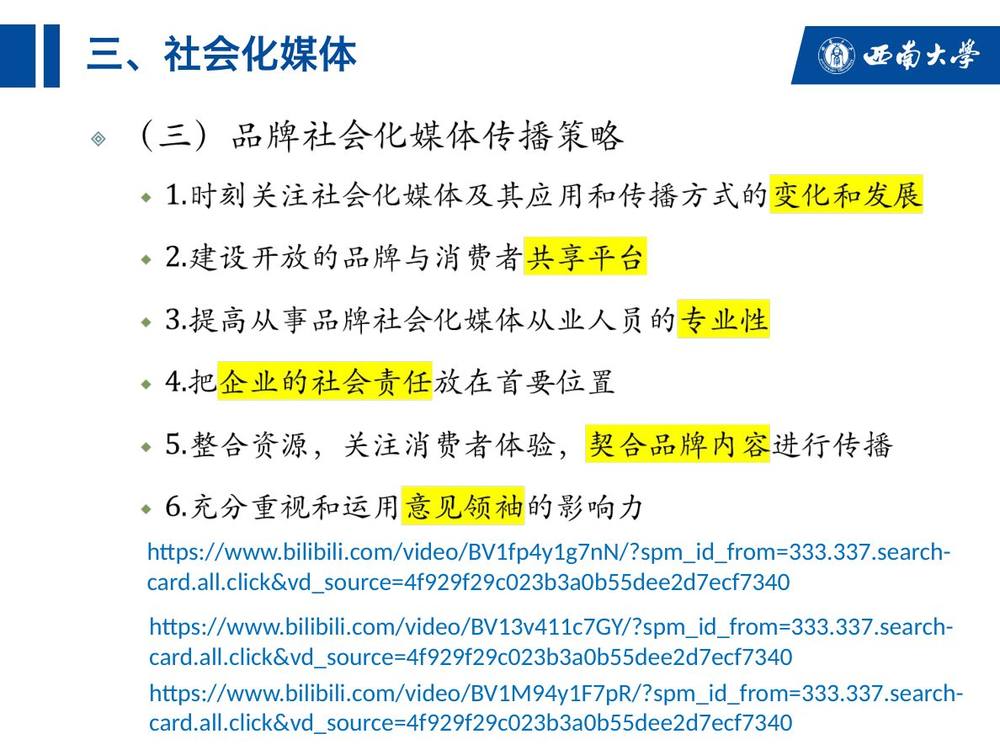 三、社会化媒体
西南大学
（三）品牌社会化媒体传播策略
1.时刻关注社会化媒体及其应用和传播方式的变化和发展
2.建设开放的品牌与消费者共享平台
3.提高从事品牌社会化媒体从业人员的专业性
4.把企业的社会责任放在首要位置
5.整合资源，关注消费者体验，契合品牌内容进行传播
6.充分重视和运用意见领袖的影响力
https://www.bilibili.com/video/BV1fp4y1g7nN/?spm_id_from=333.337.search-
card.all.click&vd_source=4f929f29c023b3a0b55dee2d7ecf7340
https://www.bilibili.com/video/BV13v411c7GY/?spm_id_from=333.337.search-
card.all.click&vd_source=4f929f29c023b3a0b55dee2d7ecf7340
https://www.bilibili.com/video/BV1M94y1F7pR/?spm_id_from=333.337.search-
card.all.click&vd_source=4f929f29c023b3a0b55dee2d7ecf7340